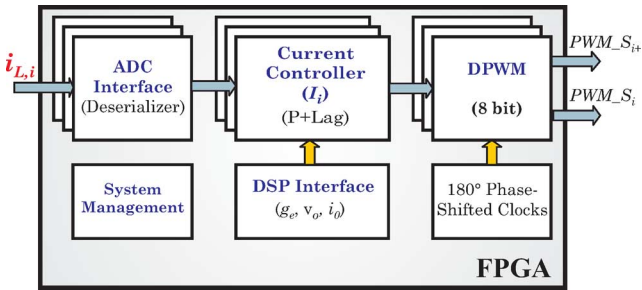 i_{L,i}
ADC
Interface
(Deserializer)
Current
Controller
(I_i)
(P+Lag)
DPWM
(8 bit)
PWM_S_{i+}
PWM_S_i
System
Management
DSP Interface
(g_e, v_o, i_0)
180° Phase-
Shifted Clocks
FPGA